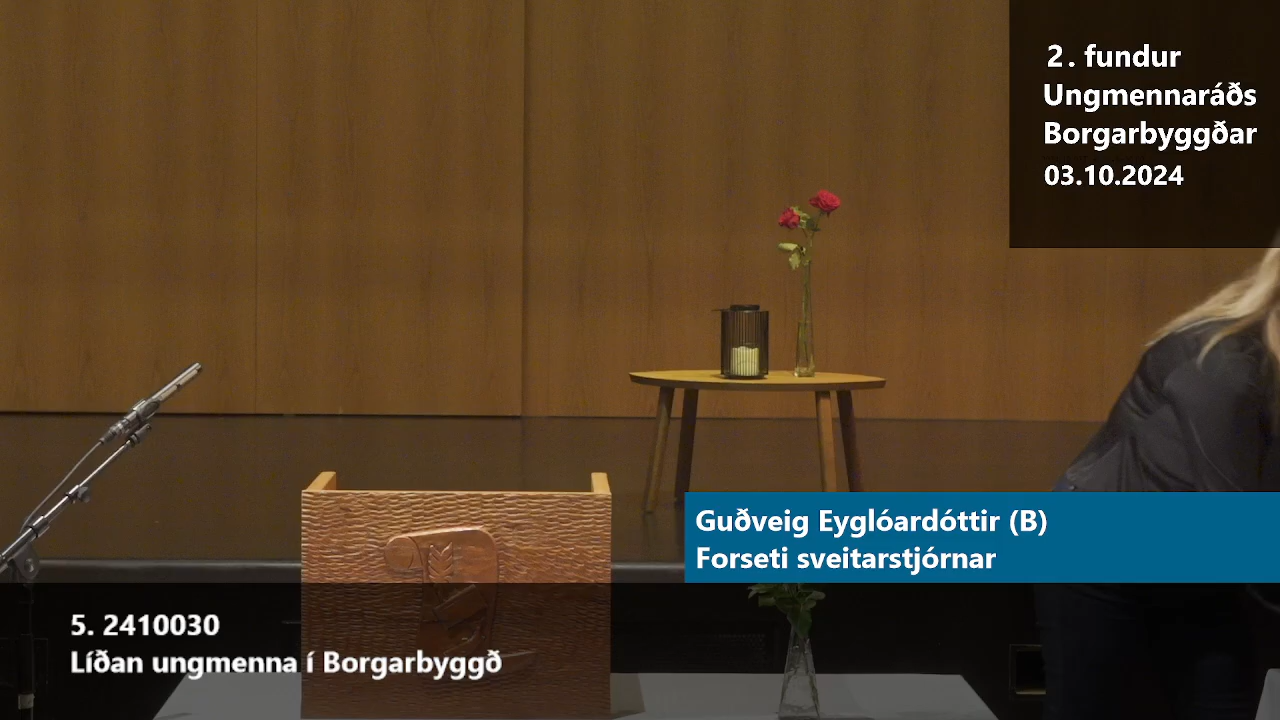 2. fundur
Ungmennaráðs
Borgarbyggðar
03.10.2024
Guðveig Eyglóardóttir (B)
Forseti sveitarstjórnar
5. 2410030
Líðan ungmenna í Borgarbyggð